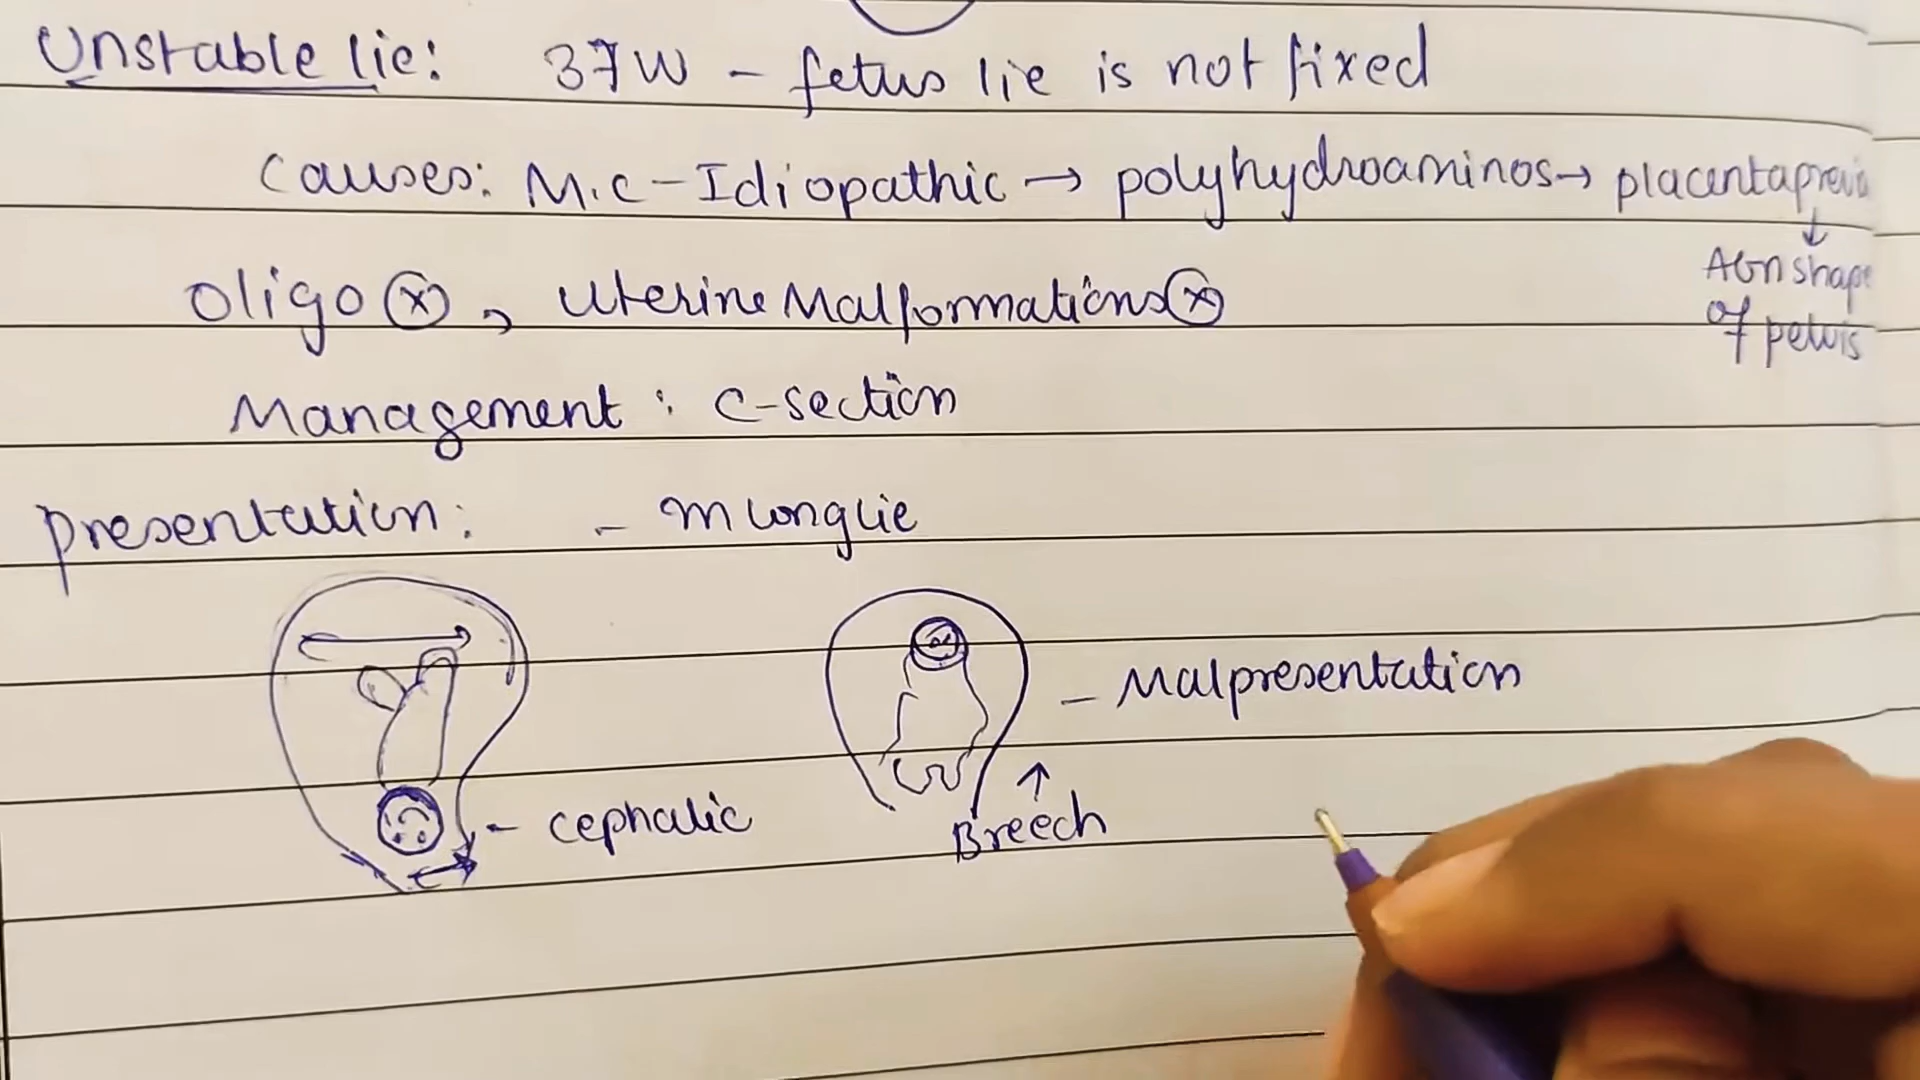 Unstable lie: 37W - fetus lie is not fixed
Causes: M.C - Idiopathic → polyhydroaminos → placentaprevia
↓
Abn shape
of pelvis
Oligo ⓧ, Uterine Malformations ⓧ
Management : C-section
presentation: - m longlie
- Malpresentation
- cephalic
↑
Breech